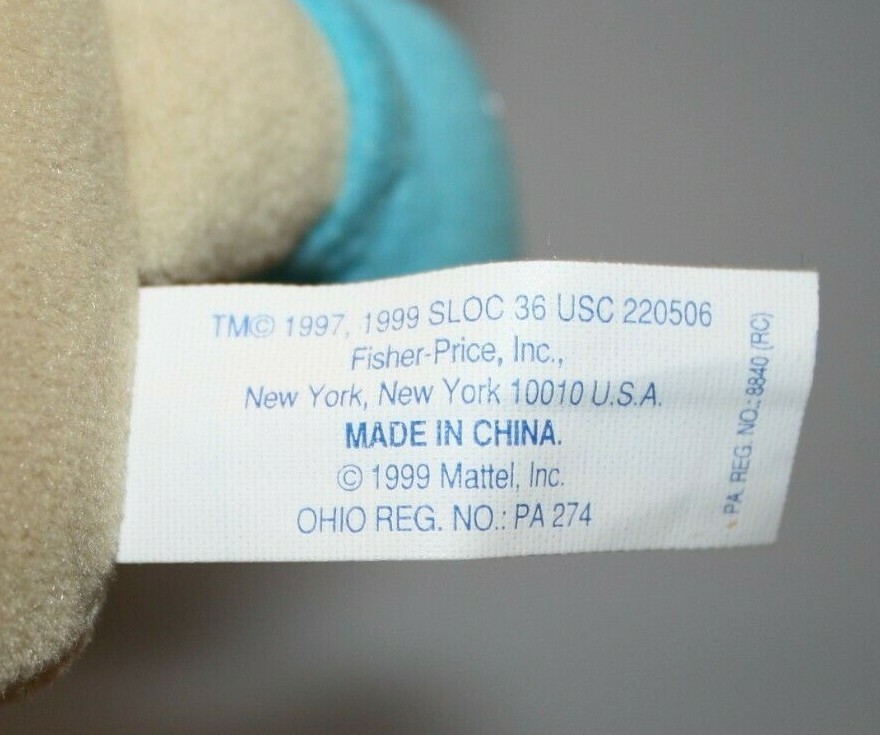 TM© 1997, 1999 SLOC 36 USC 220506
Fisher-Price, Inc.,
New York, New York 10010 U.S.A.
MADE IN CHINA.
© 1999 Mattel, Inc.
OHIO REG. NO.: PA 274
PA. REG. NO.: 8840 (RC)